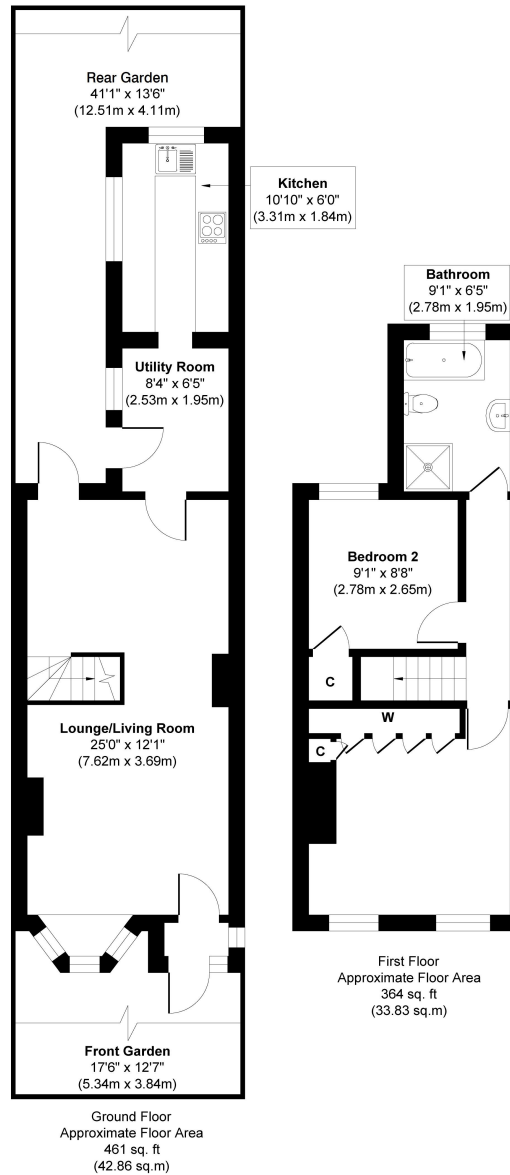 Rear Garden
41'1" x 13'6"
(12.51m x 4.11m)
Kitchen
10'10" x 6'0"
(3.31m x 1.84m)
Utility Room
8'4" x 6'5"
(2.53m x 1.95m)
Lounge/Living Room
25'0" x 12'1"
(7.62m x 3.69m)
Front Garden
17'6" x 12'7"
(5.34m x 3.84m)
Ground Floor
Approximate Floor Area
461 sq. ft
(42.86 sq.m)
Bathroom
9'1" x 6'5"
(2.78m x 1.95m)
Bedroom 2
9'1" x 8'8"
(2.78m x 2.65m)
C
W
C
First Floor
Approximate Floor Area
364 sq. ft
(33.83 sq.m)